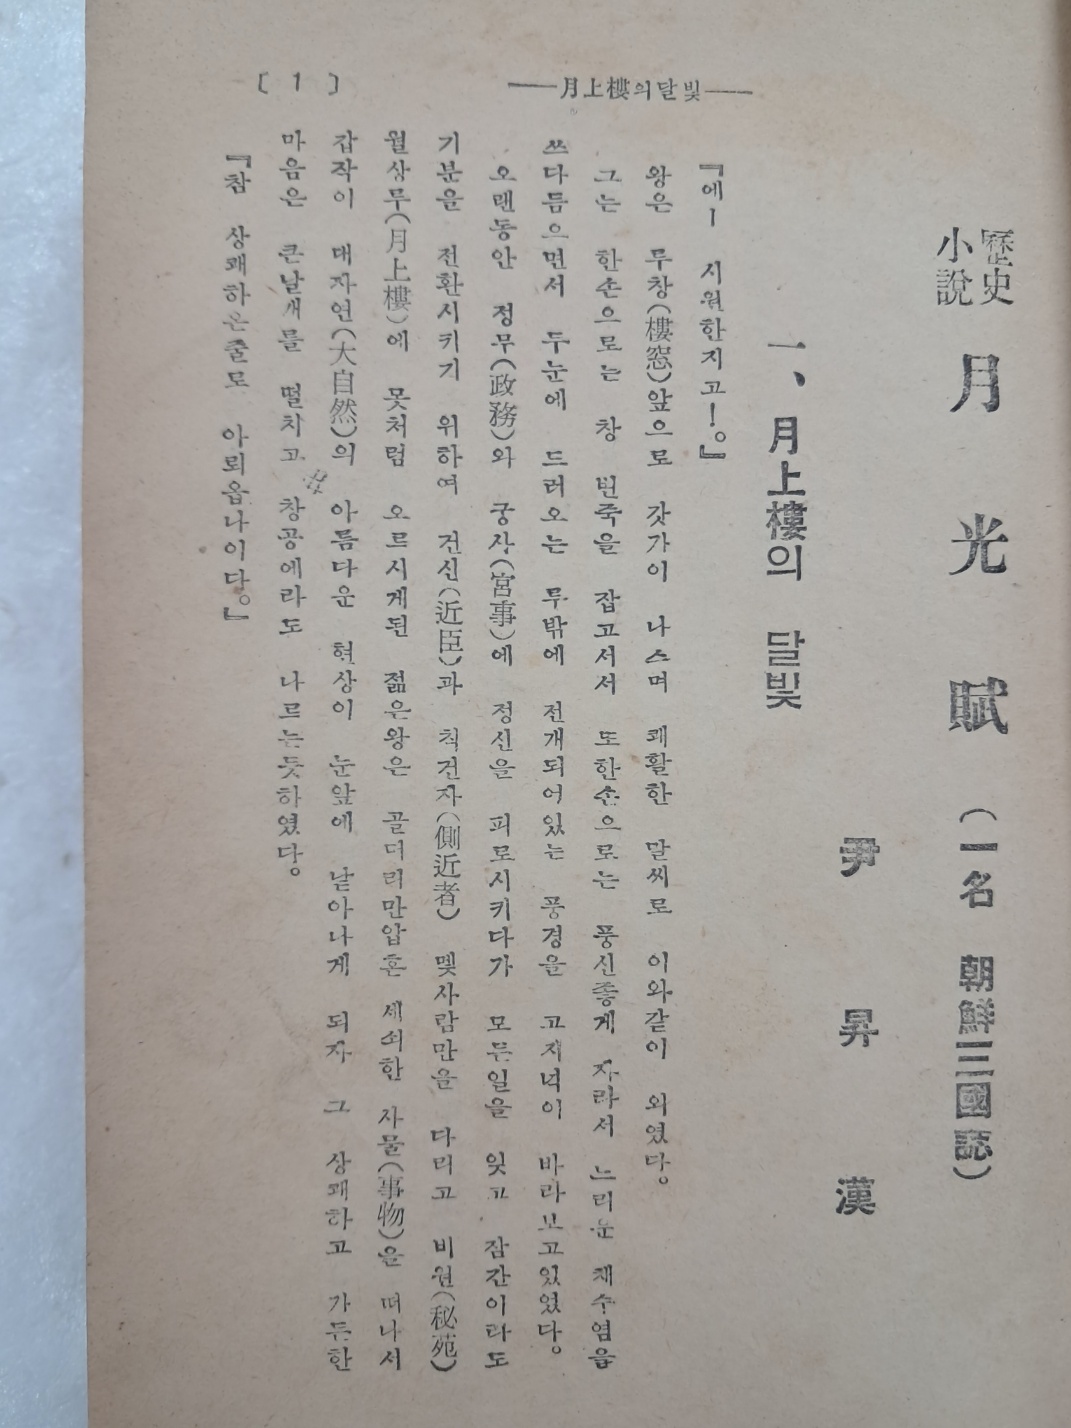 歷史
小說
月光賦 (一名 朝鮮三國誌)
尹昇漢
一、月上樓의 달빛
『에ー 시원한지고!。』
왕은 루창(樓窓)앞으로 갓가이 나스며 쾌활한 말씨로 이와같이 외였다。
그는 한손으로는 창 빈죽을 잡고서서 또한손으로는 풍신좋게 자라서 느리운 채수염을
쓰다듬으면서 두눈에 드러오는 루밖에 전개되어있는 풍경을 고저넉이 바라보고있었다。
오랜동안 정무(政務)와 궁사(宮事)에 정신을 피로시키다가 모든일을 잊고 잠간이라도
기분을 전환시키기 위하여 건신(近臣)과 척건자(側近者) 몇사람만을 다리고 비원(秘苑)
월상루(月上樓)에 못처럼 오르시게된 젊은왕은 골머리만압흔 세쇄한 사물(事物)을 떠나서
갑작이 대자연(大自然)의 아름다운 현상이 눈앞에 낱아나게 되자 그 상쾌하고 가든한
마음은 큰날개를 떨치고 창공에라도 나르는듯하였다。
『참 상쾌하온줄로 아뢰옵나이다。』
——月上樓의달빛——
[ 1 ]